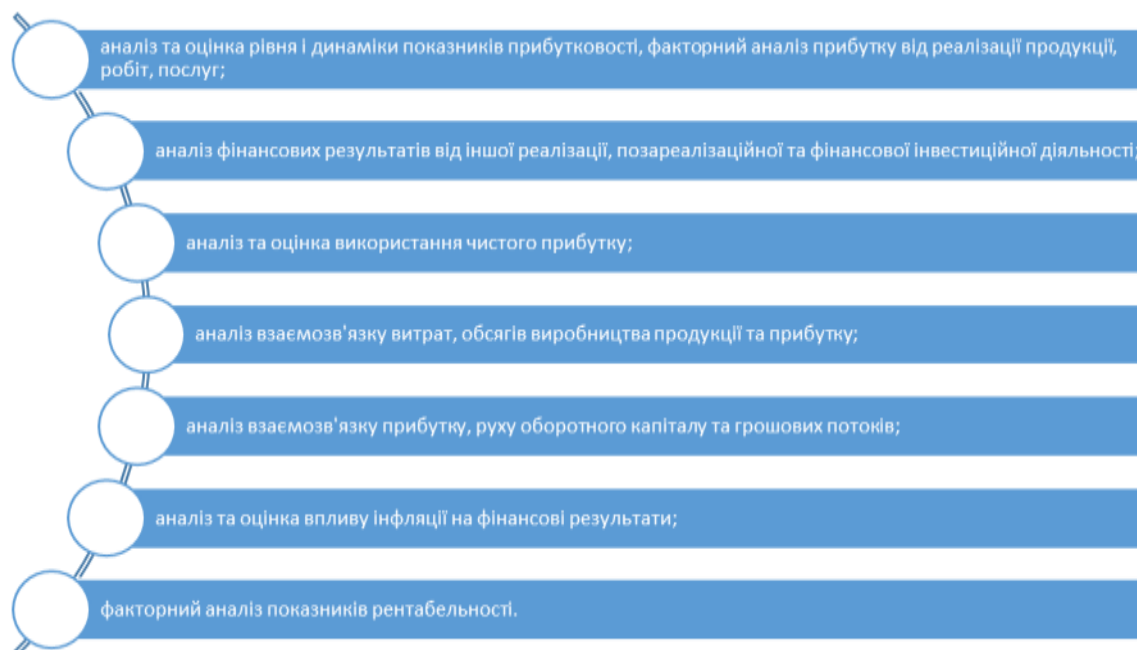 аналіз та оцінка рівня і динаміки показників прибутковості, факторний аналіз прибутку від реалізації продукції,
робіт, послуг;
аналіз фінансових результатів від іншої реалізації, позареалізаційної та фінансової інвестиційної діяльності;
аналіз та оцінка використання чистого прибутку;
аналіз взаємозв'язку витрат, обсягів виробництва продукції та прибутку;
аналіз взаємозв'язку прибутку, руху оборотного капіталу та грошових потоків;
аналіз та оцінка впливу інфляції на фінансові результати;
факторний аналіз показників рентабельності.